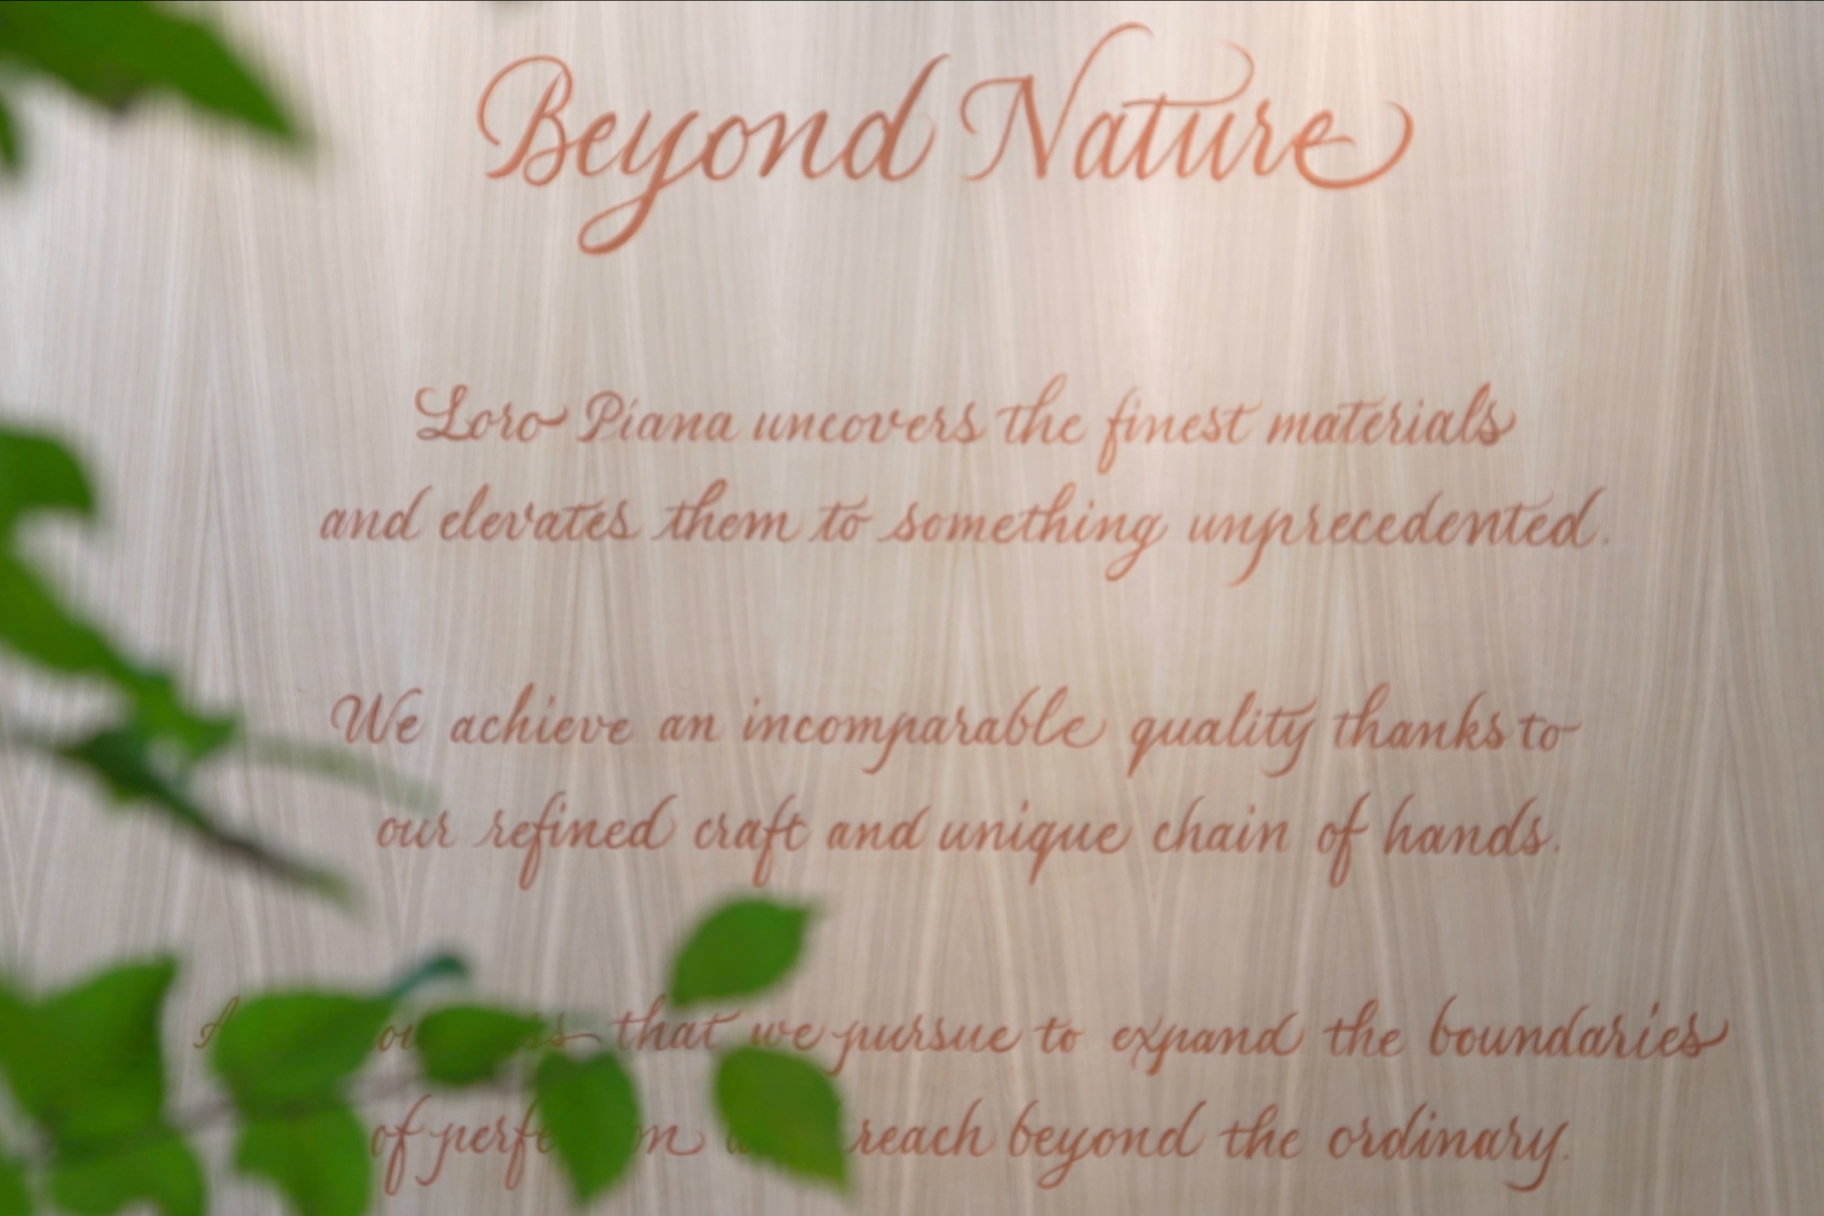 Beyond Nature
Loro Piana uncovers the finest materials
and elevates them to something unprecedented.
We achieve an incomparable quality thanks to
our refined craft and unique chain of hands.
that we pursue to expand the boundaries
of reach beyond the ordinary.